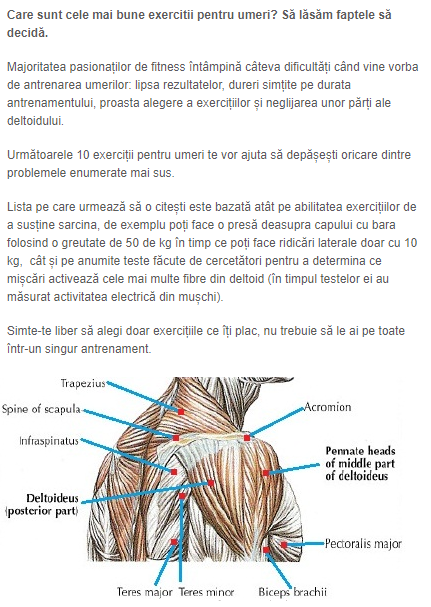 Care sunt cele mai bune exercitii pentru umeri? Să lăsăm faptele să
decidă.
Majoritatea pasionaților de fitness întâmpină câteva dificultăți când vine vorba
de antrenarea umerilor: lipsa rezultatelor, dureri simțite pe durata
antrenamentului, proasta alegere a exercițiilor și neglijarea unor părți ale
deltoidului.
Următoarele 10 exerciții pentru umeri te vor ajuta să depășești oricare dintre
problemele enumerate mai sus.
Lista pe care urmează să o citești este bazată atât pe abilitatea exercițiilor de
a susține sarcina, de exemplu poți face o presă deasupra capului cu bara
folosind o greutate de 50 de kg în timp ce poți face ridicări laterale doar cu 10
kg, cât și pe anumite teste făcute de cercetători pentru a determina ce
mișcări activează cele mai multe fibre din deltoid (în timpul testelor ei au
măsurat activitatea electrică din mușchi).
Simte-te liber să alegi doar exercițiile ce îți plac, nu trebuie să le ai pe toate
într-un singur antrenament.
Trapezius
Spine of scapula
Acromion
Infraspinatus
Pennate heads
of middle part
of deltoideus
Deltoideus
(posterior part)
Pectoralis major
Teres major Teres minor Biceps brachii